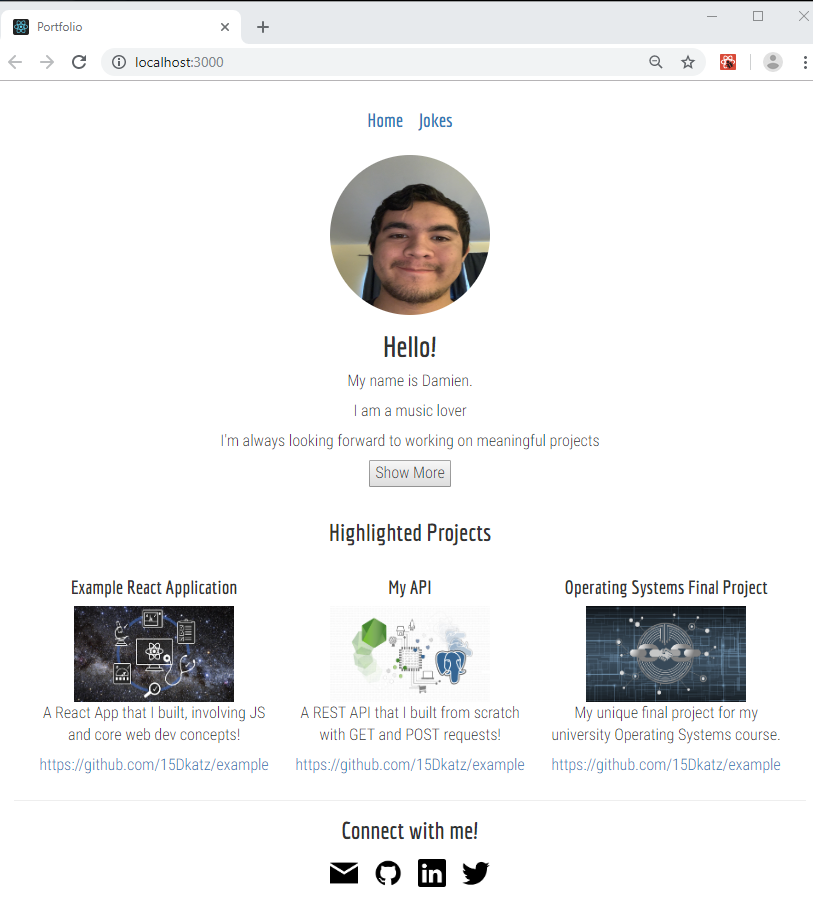 Portfolio
localhost:3000
Home Jokes
Hello!
My name is Damien.
I am a music lover
I'm always looking forward to working on meaningful projects
Show More
Highlighted Projects
Example React Application
A React App that I built, involving JS
and core web dev concepts!
https://github.com/15Dkatz/example
My API
A REST API that I built from scratch
with GET and POST requests!
https://github.com/15Dkatz/example
Operating Systems Final Project
My unique final project for my
university Operating Systems course.
https://github.com/15Dkatz/example
Connect with me!
in